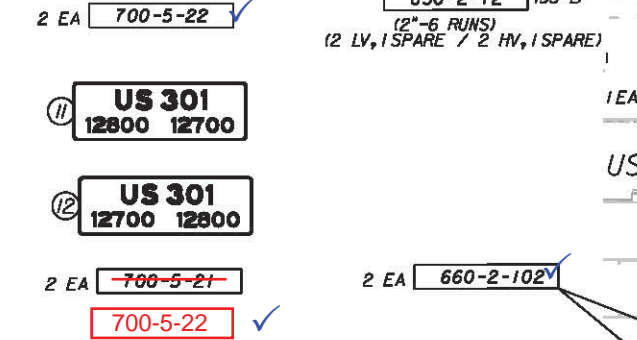 2 EA 700-5-22
(2"-6 RUNS)
(2 LV, 1 SPARE / 2 HV, 1 SPARE)
1 EA
11 US 301
12800 12700
US
12 US 301
12700 12800
2 EA 700-5-21
700-5-22
2 EA 660-2-102